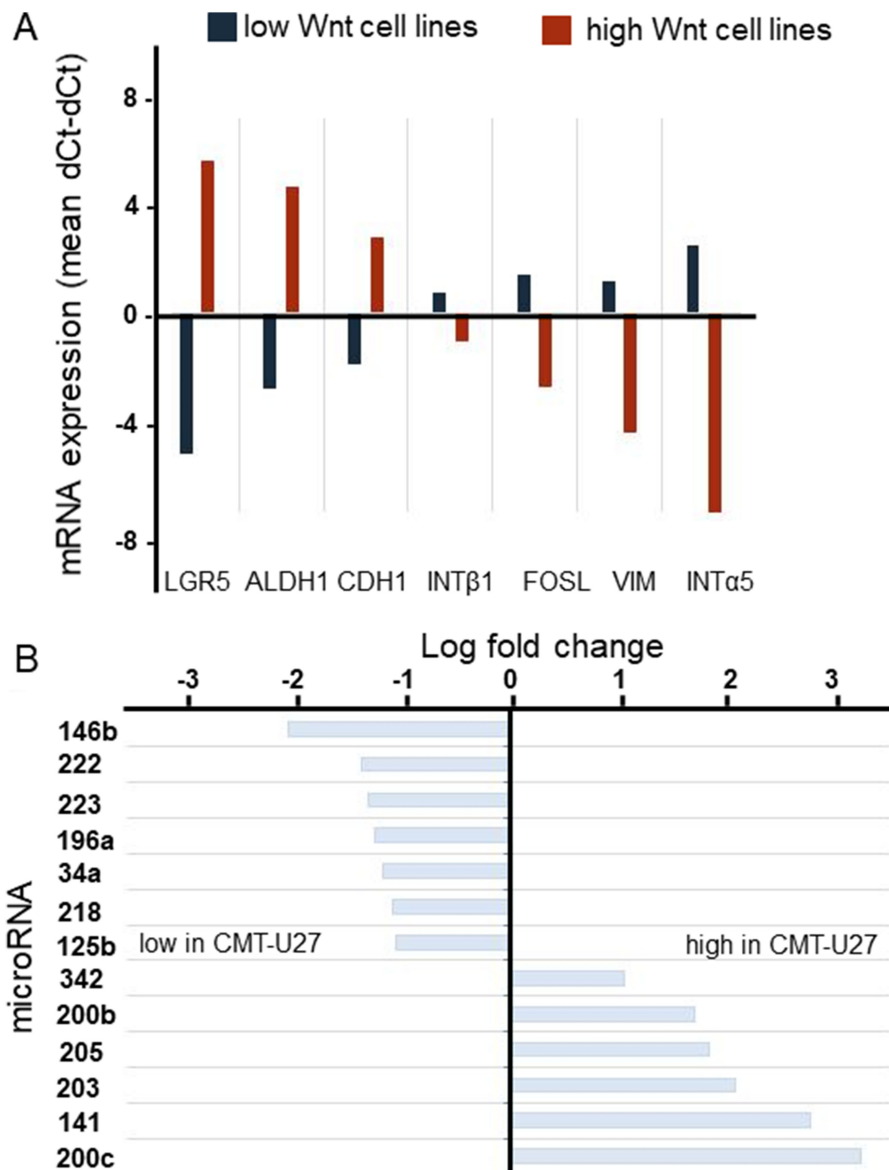 A
low Wnt cell lines
high Wnt cell lines
mRNA expression (mean dCt-dCt)
8
4
0
-4
-8
LGR5 ALDH1 CDH1 INTβ1 FOSL VIM INTα5
B
Log fold change
-3 -2 -1 0 1 2 3
microRNA
146b
222
223
196a
34a
218
125b
low in CMT-U27
high in CMT-U27
342
200b
205
203
141
200c